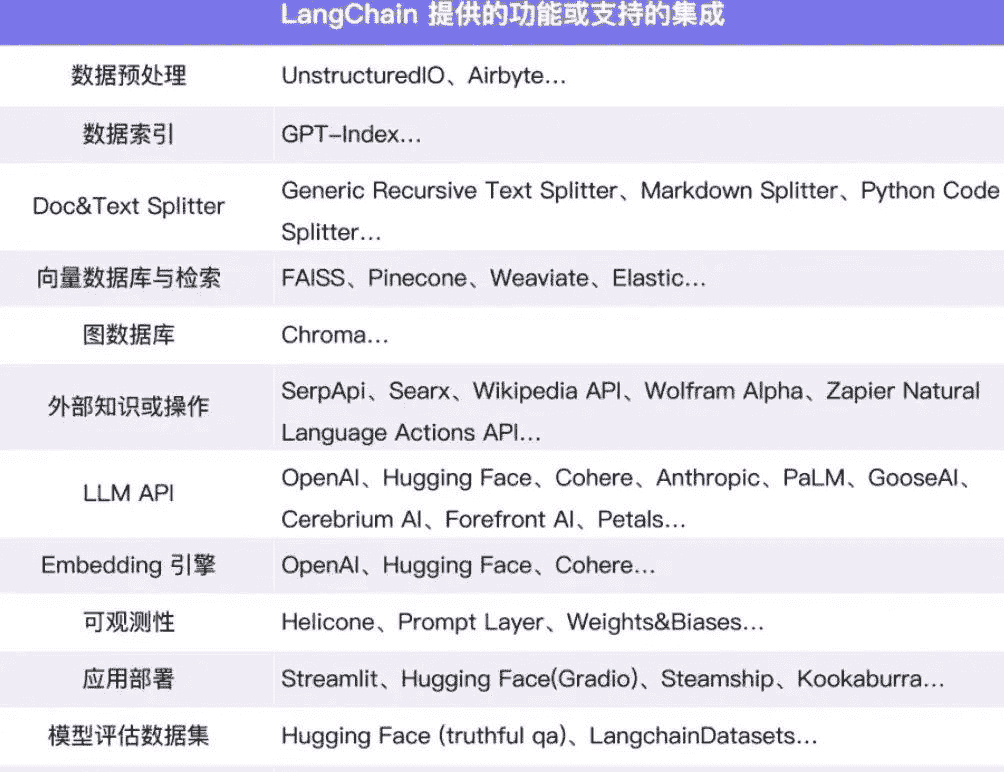 LangChain 提供的功能或支持的集成
数据预处理
UnstructuredIO、Airbyte…
数据索引
GPT-Index…
Doc&Text Splitter
Generic Recursive Text Splitter、Markdown Splitter、Python Code
Splitter…
向量数据库与检索
FAISS、Pinecone、Weaviate、Elastic…
图数据库
Chroma…
外部知识或操作
SerpApi、Searx、Wikipedia API、Wolfram Alpha、Zapier Natural
Language Actions API…
LLM API
OpenAI、Hugging Face、Cohere、Anthropic、PaLM、GooseAI、
Cerebrium AI、Forefront AI、Petals…
Embedding 引擎
OpenAI、Hugging Face、Cohere…
可观测性
Helicone、Prompt Layer、Weights&Biases…
应用部署
Streamlit、Hugging Face(Gradio)、Steamship、Kookaburra…
模型评估数据集
Hugging Face (truthful qa)、LangchainDatasets…